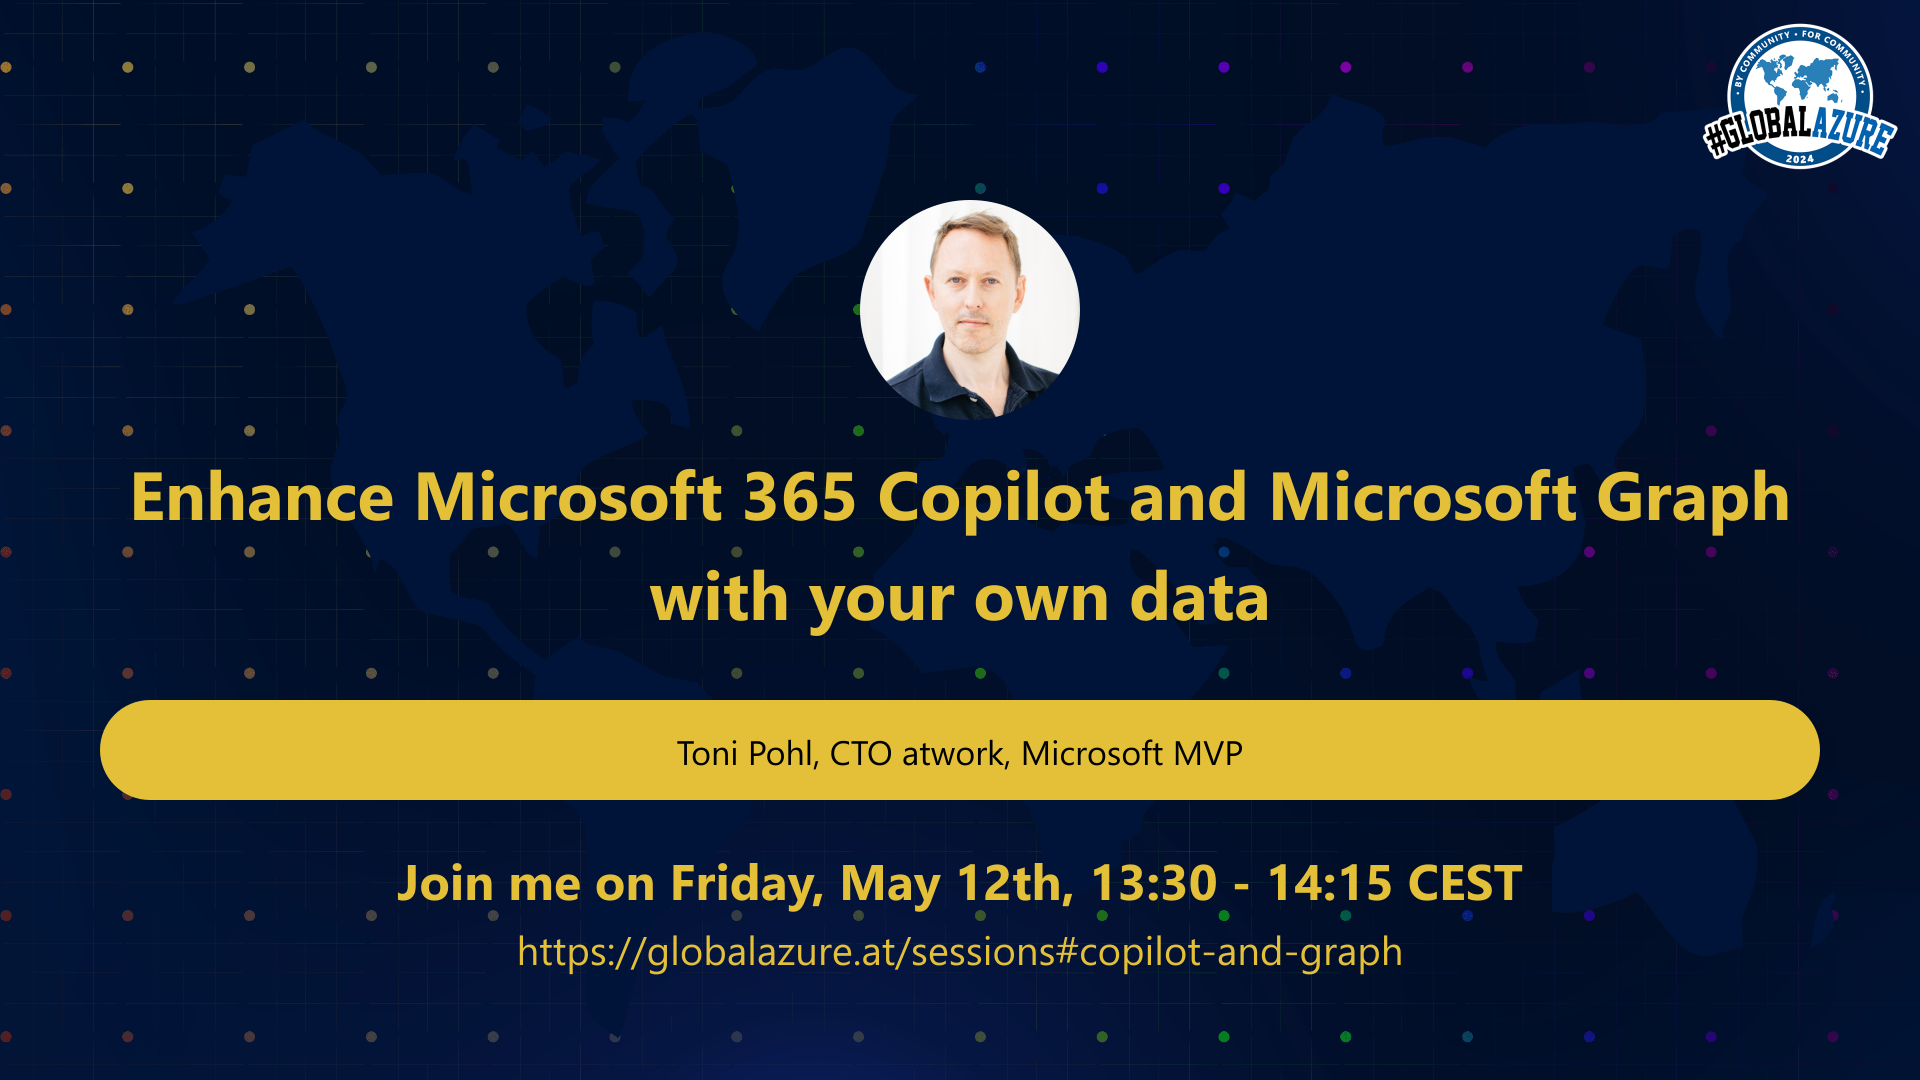 • BY COMMUNITY • FOR COMMUNITY •
#GLOBALAZURE
2024
Enhance Microsoft 365 Copilot and Microsoft Graph
with your own data
Toni Pohl, CTO atwork, Microsoft MVP
Join me on Friday, May 12th, 13:30 - 14:15 CEST
https://globalazure.at/sessions#copilot-and-graph